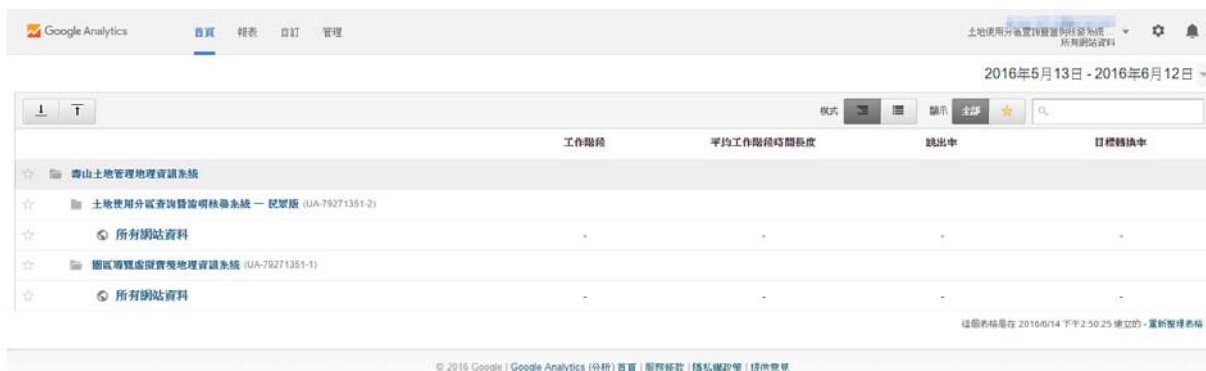 Google Analytics
首頁 報表 自訂 管理
土地使用分區查詢暨證明核發系統 ...
所有網站資料
2016年5月13日 - 2016年6月12日
模式 顯示 全部
工作階段 平均工作階段時間長度 跳出率 目標轉換率
壽山土地管理地理資訊系統
土地使用分區查詢暨證明核發系統 — 民眾版 (UA-79271351-2)
所有網站資料 - - - -
園區導覽虛擬實境地理資訊系統 (UA-79271351-1)
所有網站資料 - - - -
這個表格是在 2016/6/14 下午2:50:25 建立的 - 重新整理表格
© 2016 Google | Google Analytics (分析) 首頁 | 服務條款 | 隱私權政策 | 提供意見